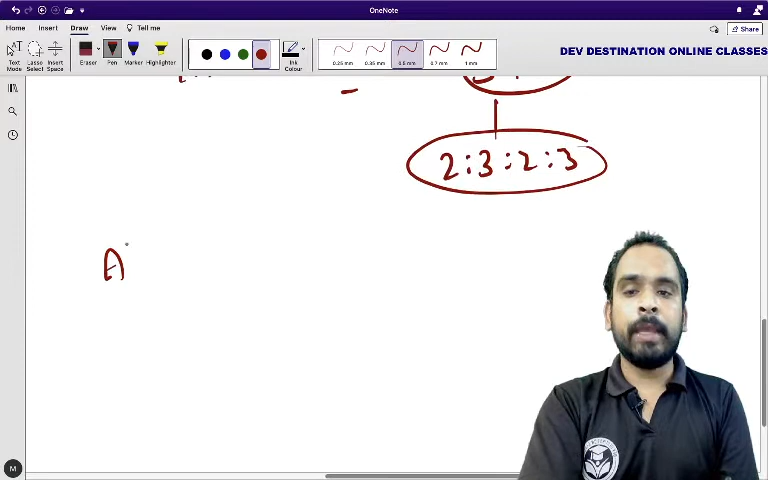 OneNote
Home Insert Draw View Tell me
Share
Text Mode
Lasso Select
Insert Space
Eraser
Pen
Marker
Highlighter
Ink Colour
0.25 mm
0.35 mm
0.5 mm
0.7 mm
1 mm
DEV DESTINATION ONLINE CLASSES
2:3:2:3
A
M